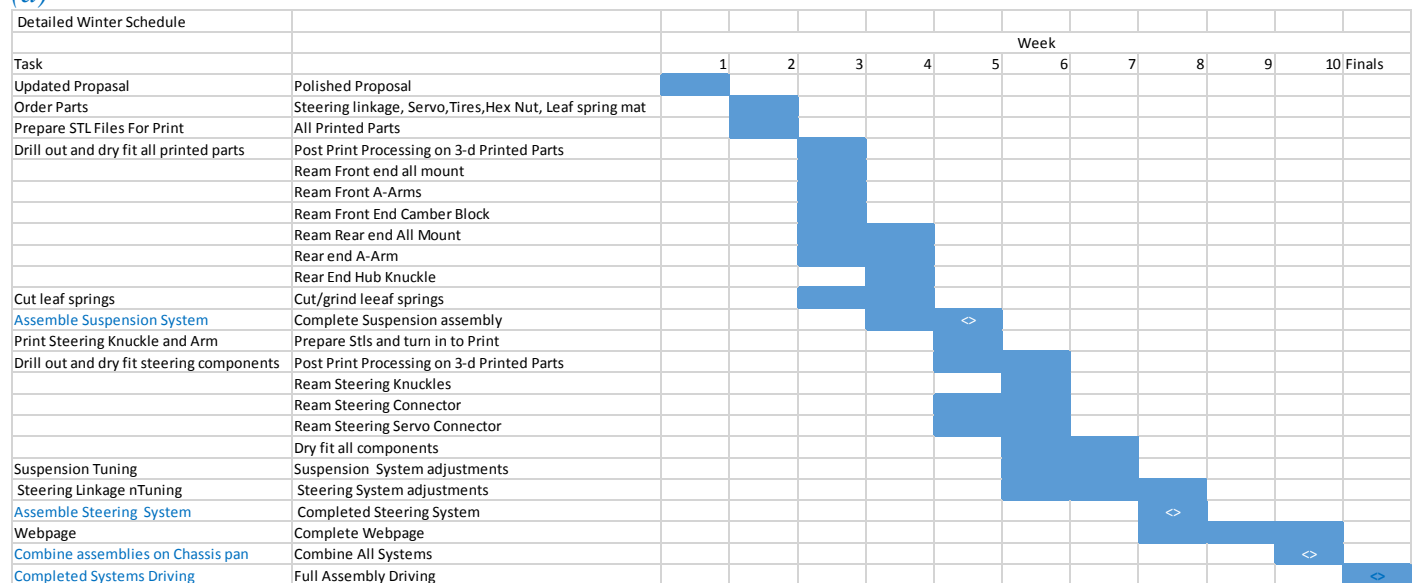 (d)
Detailed Winter Schedule
Week
Task 1 2 3 4 5 6 7 8 9 10 Finals
Updated Propasal Polished Proposal
Order Parts Steering linkage, Servo,Tires,Hex Nut, Leaf spring mat
Prepare STL Files For Print All Printed Parts
Drill out and dry fit all printed parts Post Print Processing on 3-d Printed Parts
Ream Front end all mount
Ream Front A-Arms
Ream Front End Camber Block
Ream Rear end All Mount
Rear end A-Arm
Rear End Hub Knuckle
Cut leaf springs Cut/grind leeaf springs
Assemble Suspension System Complete Suspension assembly <>
Print Steering Knuckle and Arm Prepare Stls and turn in to Print
Drill out and dry fit steering components Post Print Processing on 3-d Printed Parts
Ream Steering Knuckles
Ream Steering Connector
Ream Steering Servo Connector
Dry fit all components
Suspension Tuning Suspension System adjustments
Steering Linkage nTuning Steering System adjustments
Assemble Steering System Completed Steering System <>
Webpage Complete Webpage
Combine assemblies on Chassis pan Combine All Systems <>
Completed Systems Driving Full Assembly Driving <>